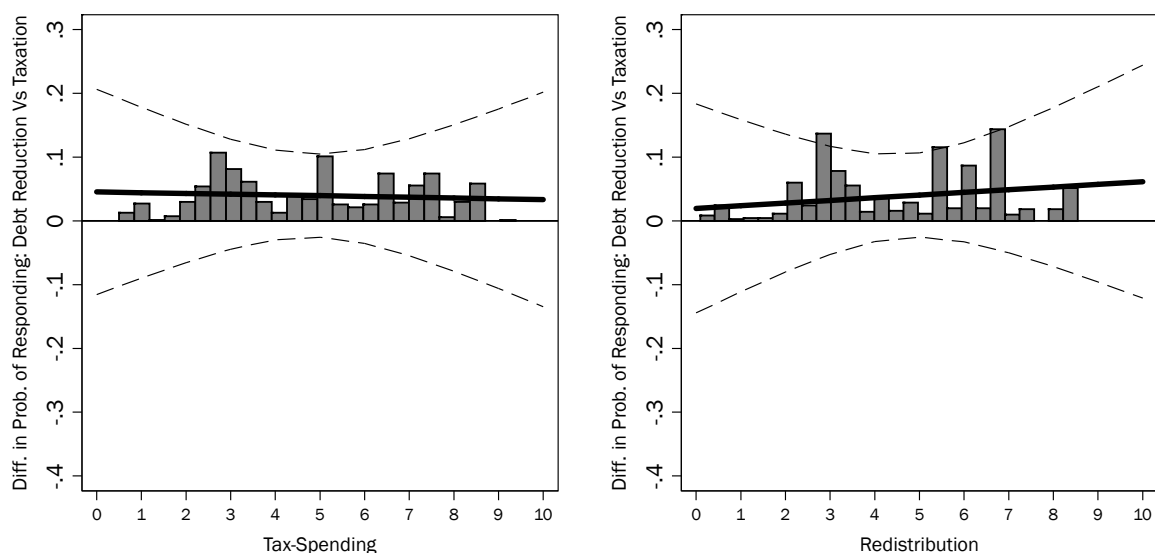 Diff. in Prob. of Responding: Debt Reduction Vs Taxation
.3
.2
.1
0
-.1
-.2
-.3
-.4
0 1 2 3 4 5 6 7 8 9 10
Tax-Spending
Diff. in Prob. of Responding: Debt Reduction Vs Taxation
.3
.2
.1
0
-.1
-.2
-.3
-.4
0 1 2 3 4 5 6 7 8 9 10
Redistribution